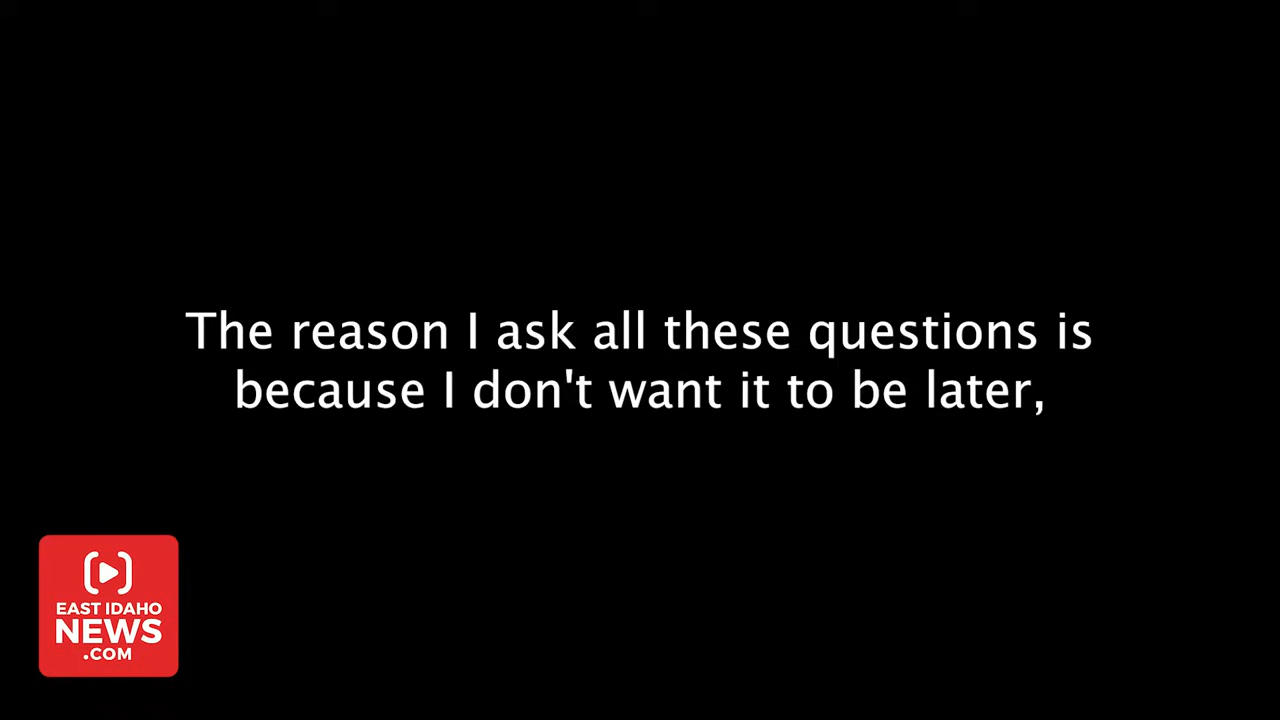 The reason I ask all these questions is
because I don't want it to be later,
EAST IDAHO
NEWS
.COM